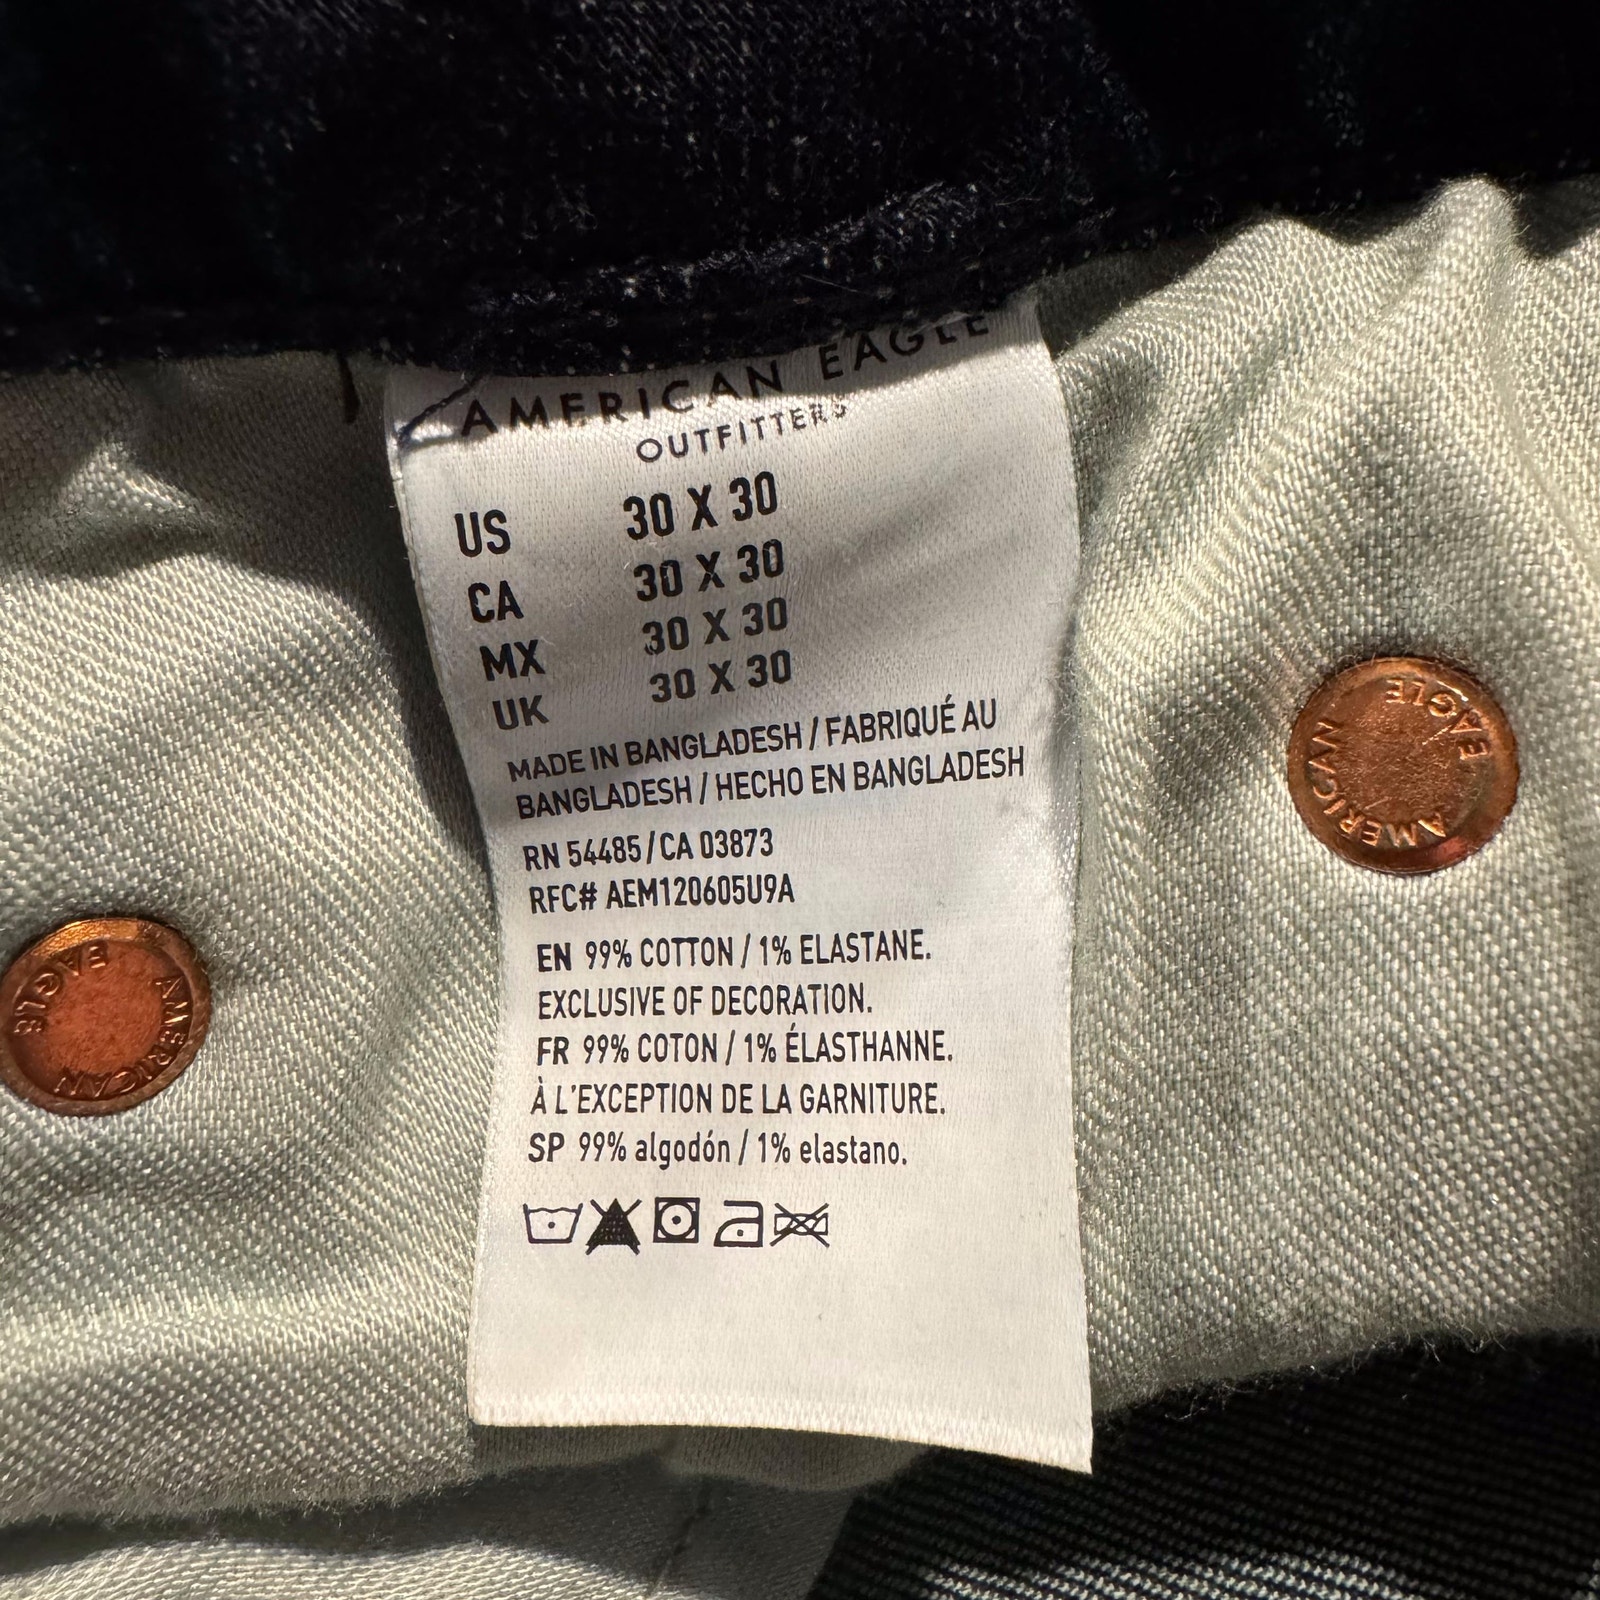 AMERICAN EAGLE
OUTFITTERS
US 30 X 30
CA 30 X 30
MX 30 X 30
UK 30 X 30
MADE IN BANGLADESH / FABRIQUÉ AU
BANGLADESH / HECHO EN BANGLADESH
RN 54485 / CA 03873
RFC# AEM120605U9A
EN 99% COTTON / 1% ELASTANE.
EXCLUSIVE OF DECORATION.
FR 99% COTON / 1% ÉLASTHANNE.
À L'EXCEPTION DE LA GARNITURE.
SP 99% algodón / 1% elastano.
AMERICAN EAGLE
AMERICAN EAGLE